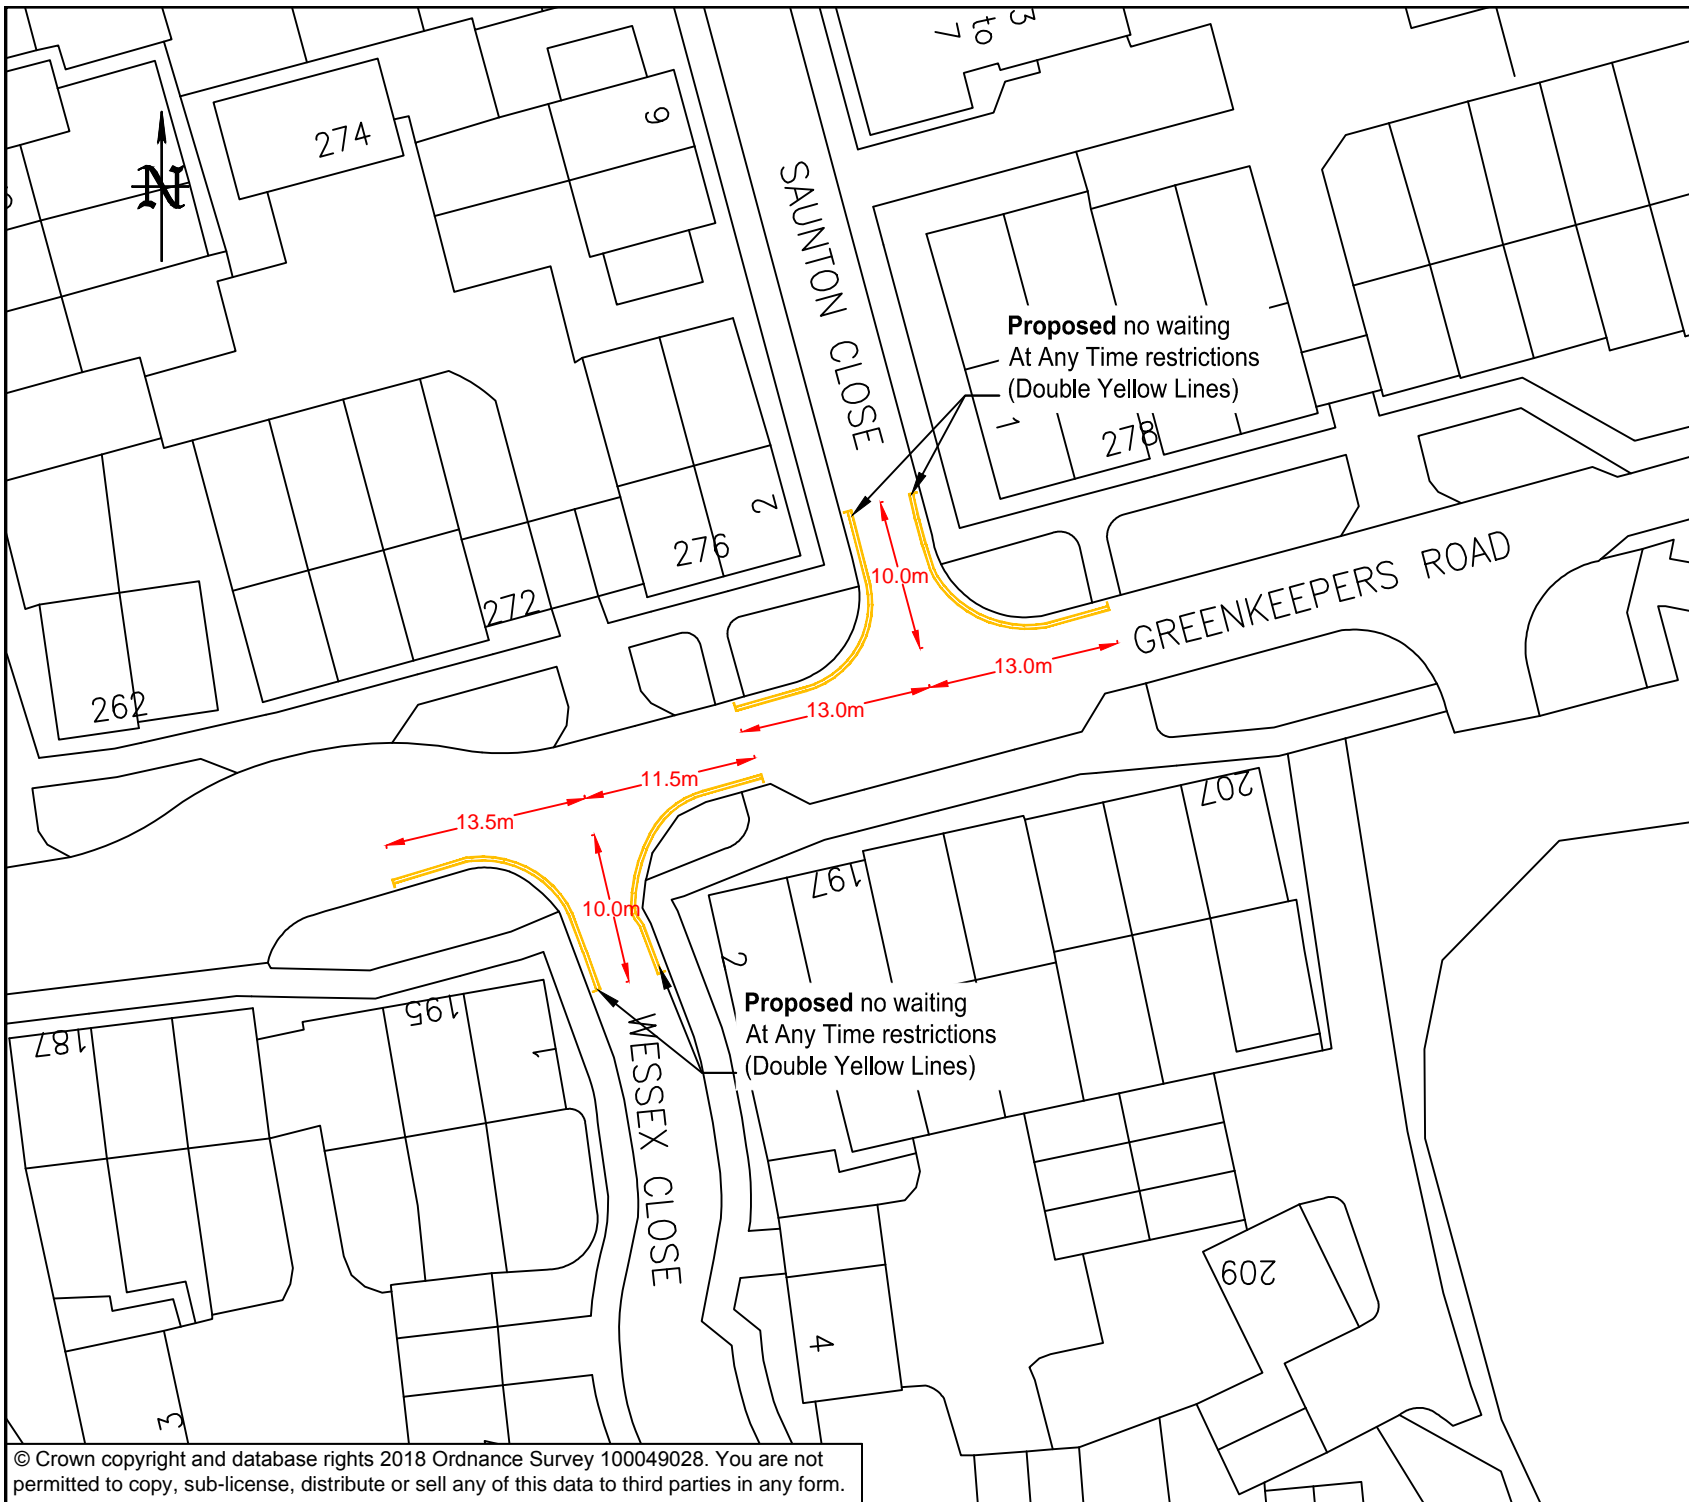 3
to
7
274
9
N
SAUNTON CLOSE
Proposed no waiting
At Any Time restrictions
(Double Yellow Lines)
1
278
2
276
272
262
10.0m
GREENKEEPERS ROAD
13.0m
13.0m
11.5m
13.5m
10.0m
207
197
2
195
187
1
Proposed no waiting
At Any Time restrictions
(Double Yellow Lines)
WESSEX CLOSE
209
4
3
© Crown copyright and database rights 2018 Ordnance Survey 100049028. You are not
permitted to copy, sub-license, distribute or sell any of this data to third parties in any form.